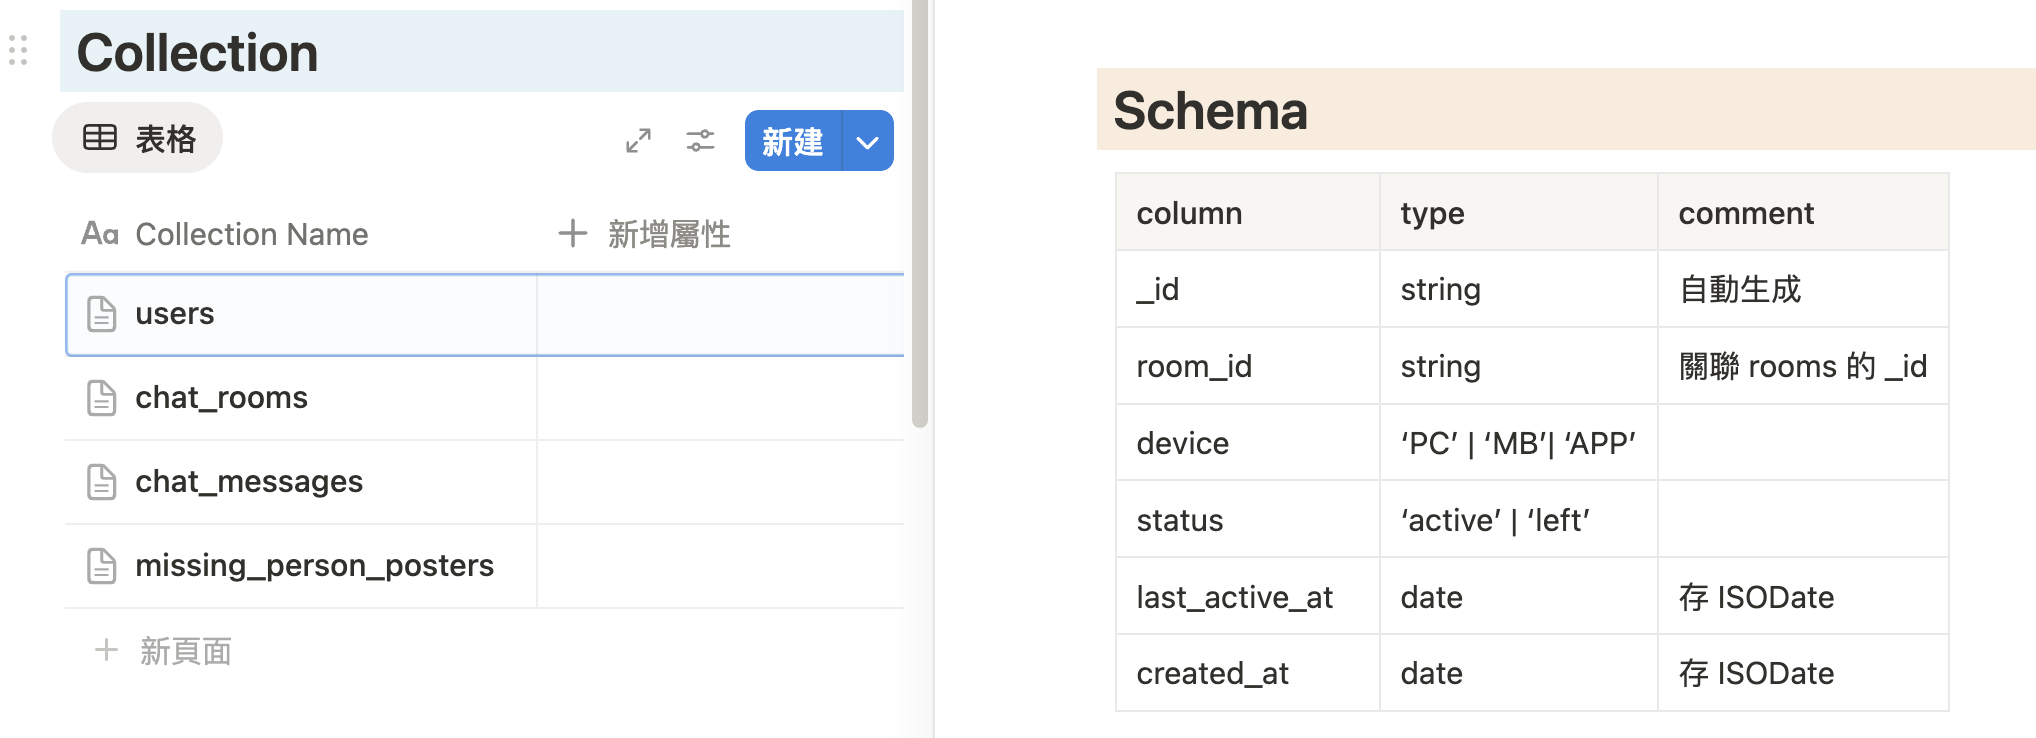 Collection
表格
新建
Aa Collection Name
新增屬性
users
chat_rooms
chat_messages
missing_person_posters
新頁面
Schema
column type comment
_id string 自動生成
room_id string 關聯 rooms 的 _id
device ‘PC’ | ‘MB’| ‘APP’
status ‘active’ | ‘left’
last_active_at date 存 ISODate
created_at date 存 ISODate